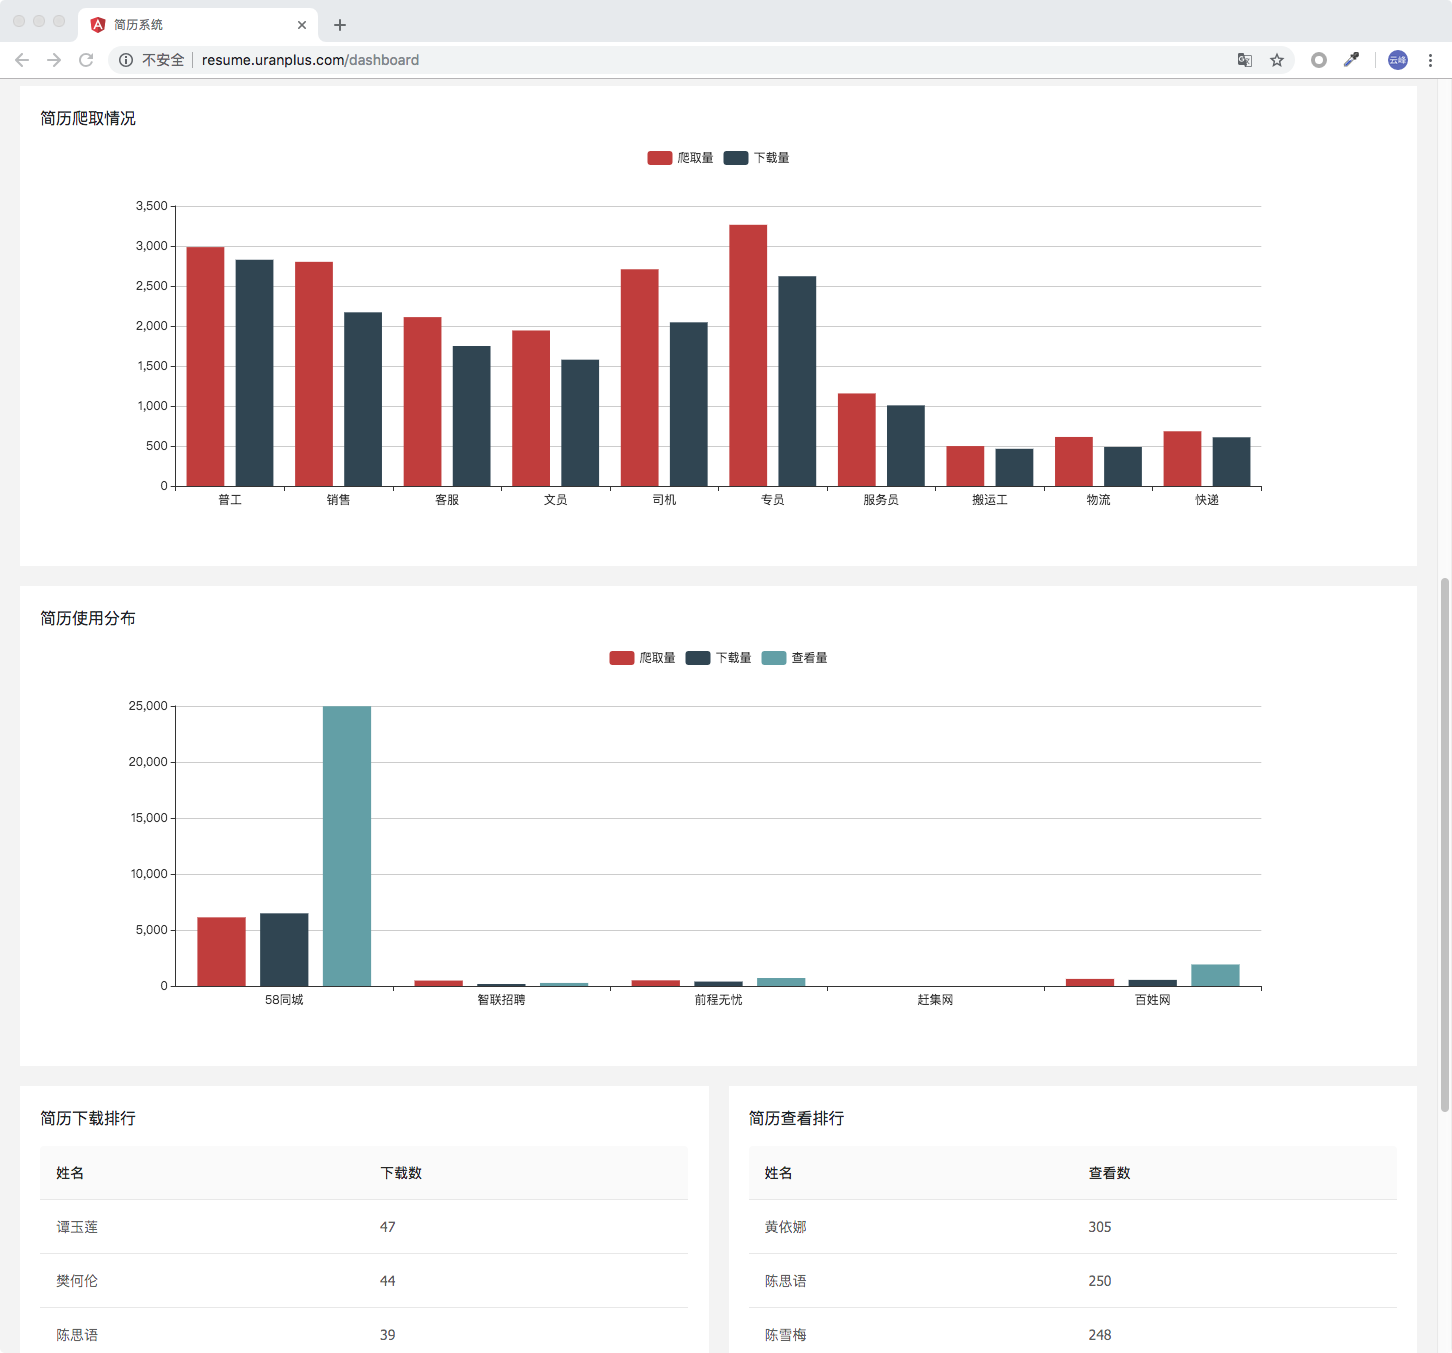 简历系统
不安全 resume.uranplus.com/dashboard
云峰
简历爬取情况
爬取量 下载量
3,500
3,000
2,500
2,000
1,500
1,000
500
0
普工 销售 客服 文员 司机 专员 服务员 搬运工 物流 快递
简历使用分布
爬取量 下载量 查看量
25,000
20,000
15,000
10,000
5,000
0
58同城 智联招聘 前程无忧 赶集网 百姓网
简历下载排行
姓名 下载数
谭玉莲 47
樊何伦 44
陈思语 39
简历查看排行
姓名 查看数
黄依娜 305
陈思语 250
陈雪梅 248